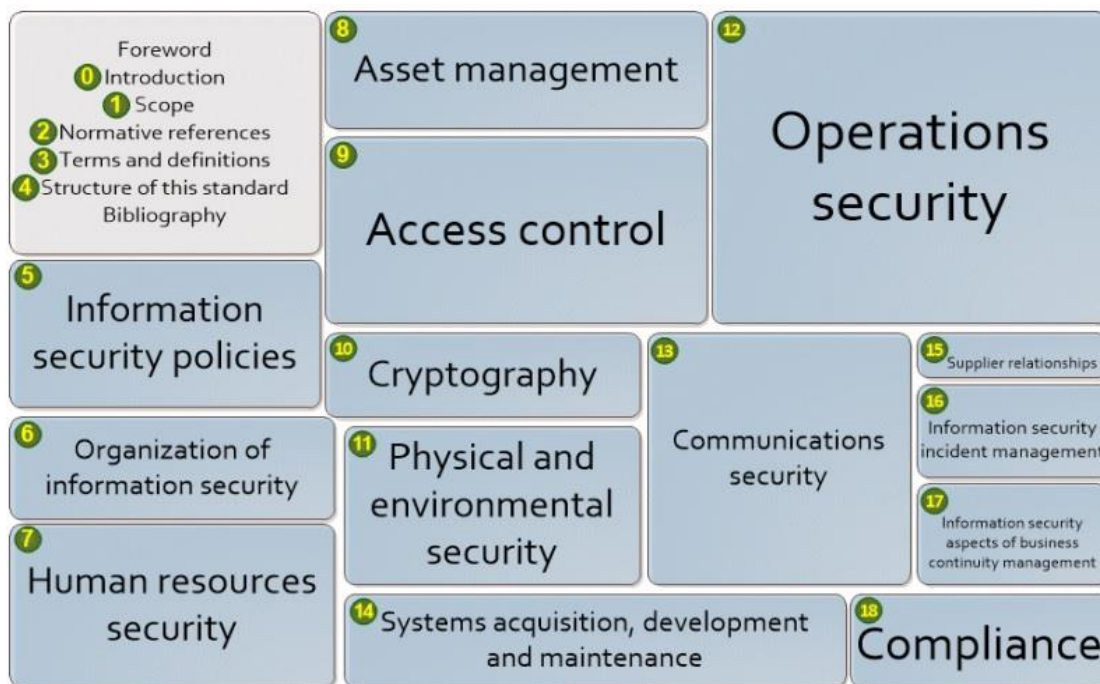 Foreword
0 Introduction
1 Scope
2 Normative references
3 Terms and definitions
4 Structure of this standard
Bibliography
5
Information
security policies
6
Organization of
information security
7
Human resources
security
8
Asset management
9
Access control
10
Cryptography
11
Physical and
environmental
security
12
Operations
security
13
Communications
security
14
Systems acquisition, development
and maintenance
15
Supplier relationships
16
Information security
incident management
17
Information security
aspects of business
continuity management
18
Compliance